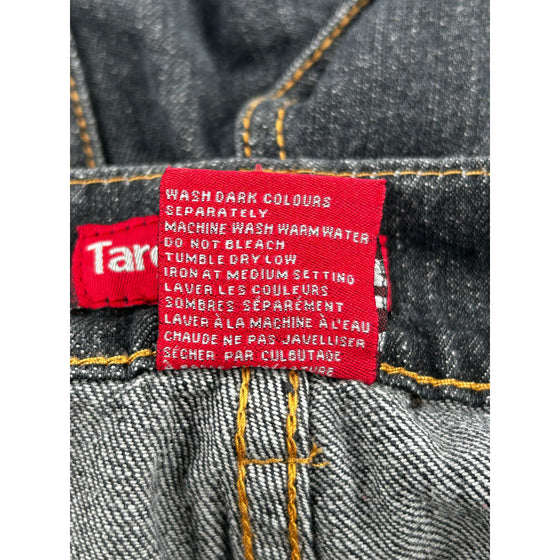 WASH DARK COLOURS
SEPARATELY
MACHINE WASH WARM WATER
DO NOT BLEACH
TUMBLE DRY LOW
IRON AT MEDIUM SETTING
LAVER LES COULEURS
SOMBRES SÉPARÉMENT
LAVER À LA MACHINE À L'EAU
CHAUDE NE PAS JAVELLISER
SÉCHER PAR CULBUTAGE